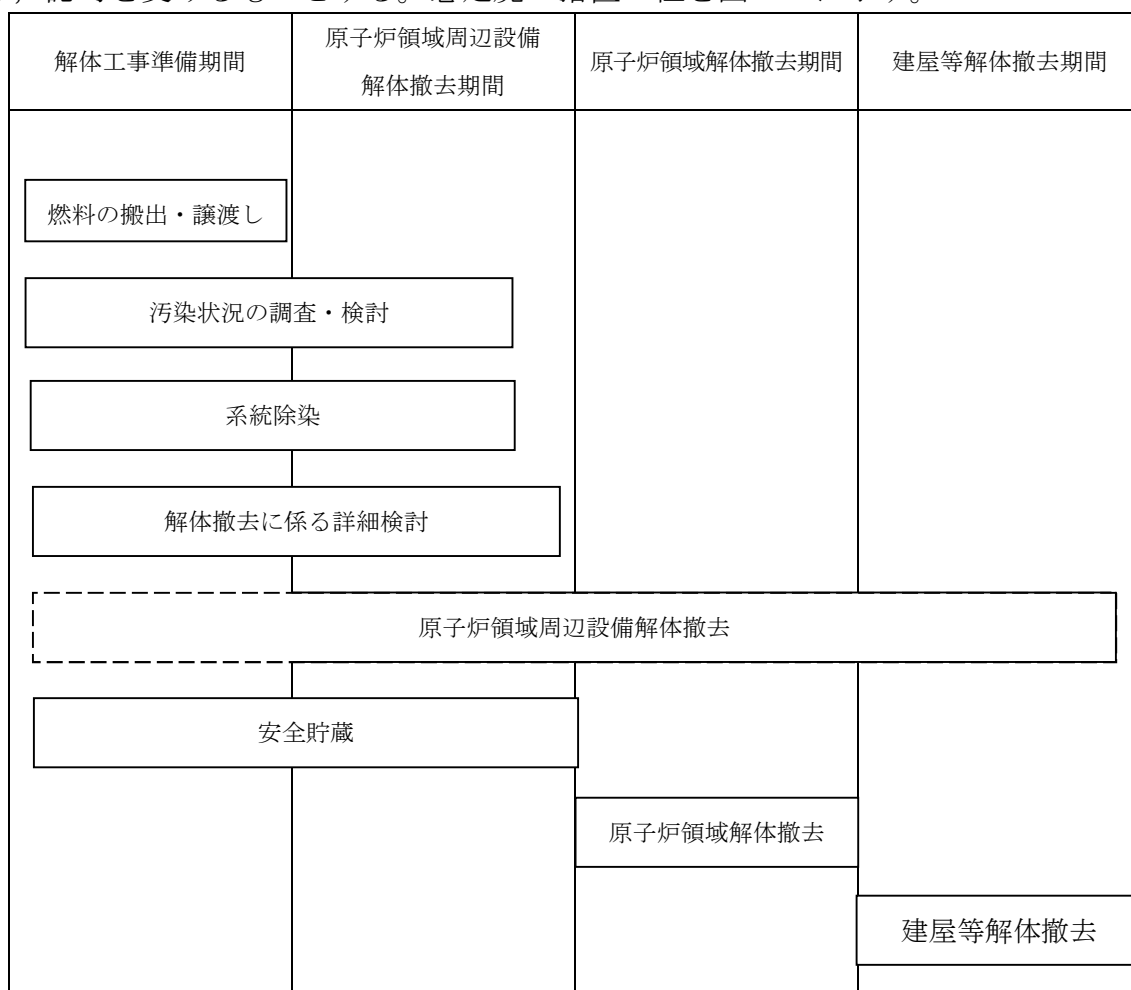 解体工事準備期間
原子炉領域周辺設備
解体撤去期間
原子炉領域解体撤去期間
建屋等解体撤去期間
燃料の搬出・譲渡し
汚染状況の調査・検討
系統除染
解体撤去に係る詳細検討
原子炉領域周辺設備解体撤去
安全貯蔵
原子炉領域解体撤去
建屋等解体撤去